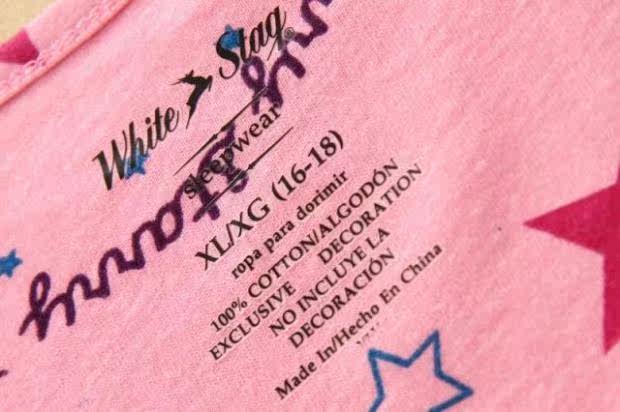 White Stag®
sleepwear
XL/XG (16-18)
ropa para dorimir
100% COTTON/ALGODÓN
EXCLUSIVE DECORATION
NO INCLUYE LA
DECORACIÓN
Made In/Hecho En China
Starry